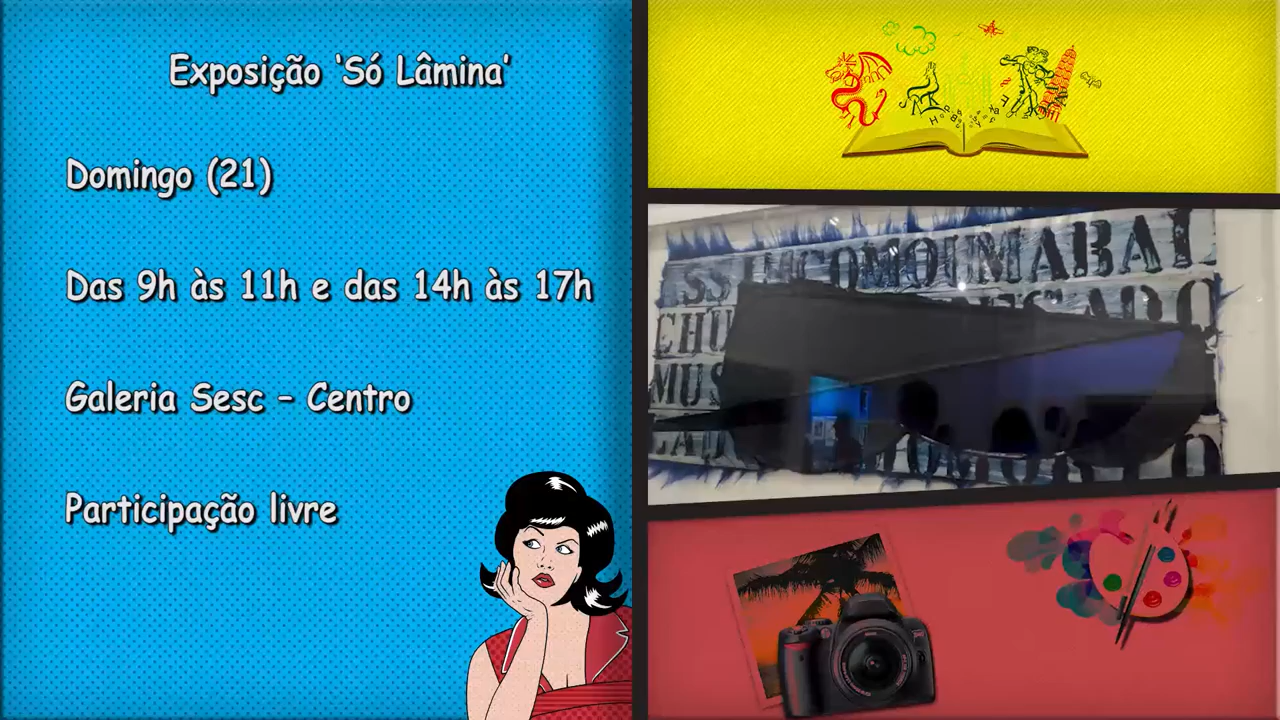 Exposição 'Só Lâmina'
Domingo (21)
Das 9h às 11h e das 14h às 17h
Galeria Sesc – Centro
Participação livre